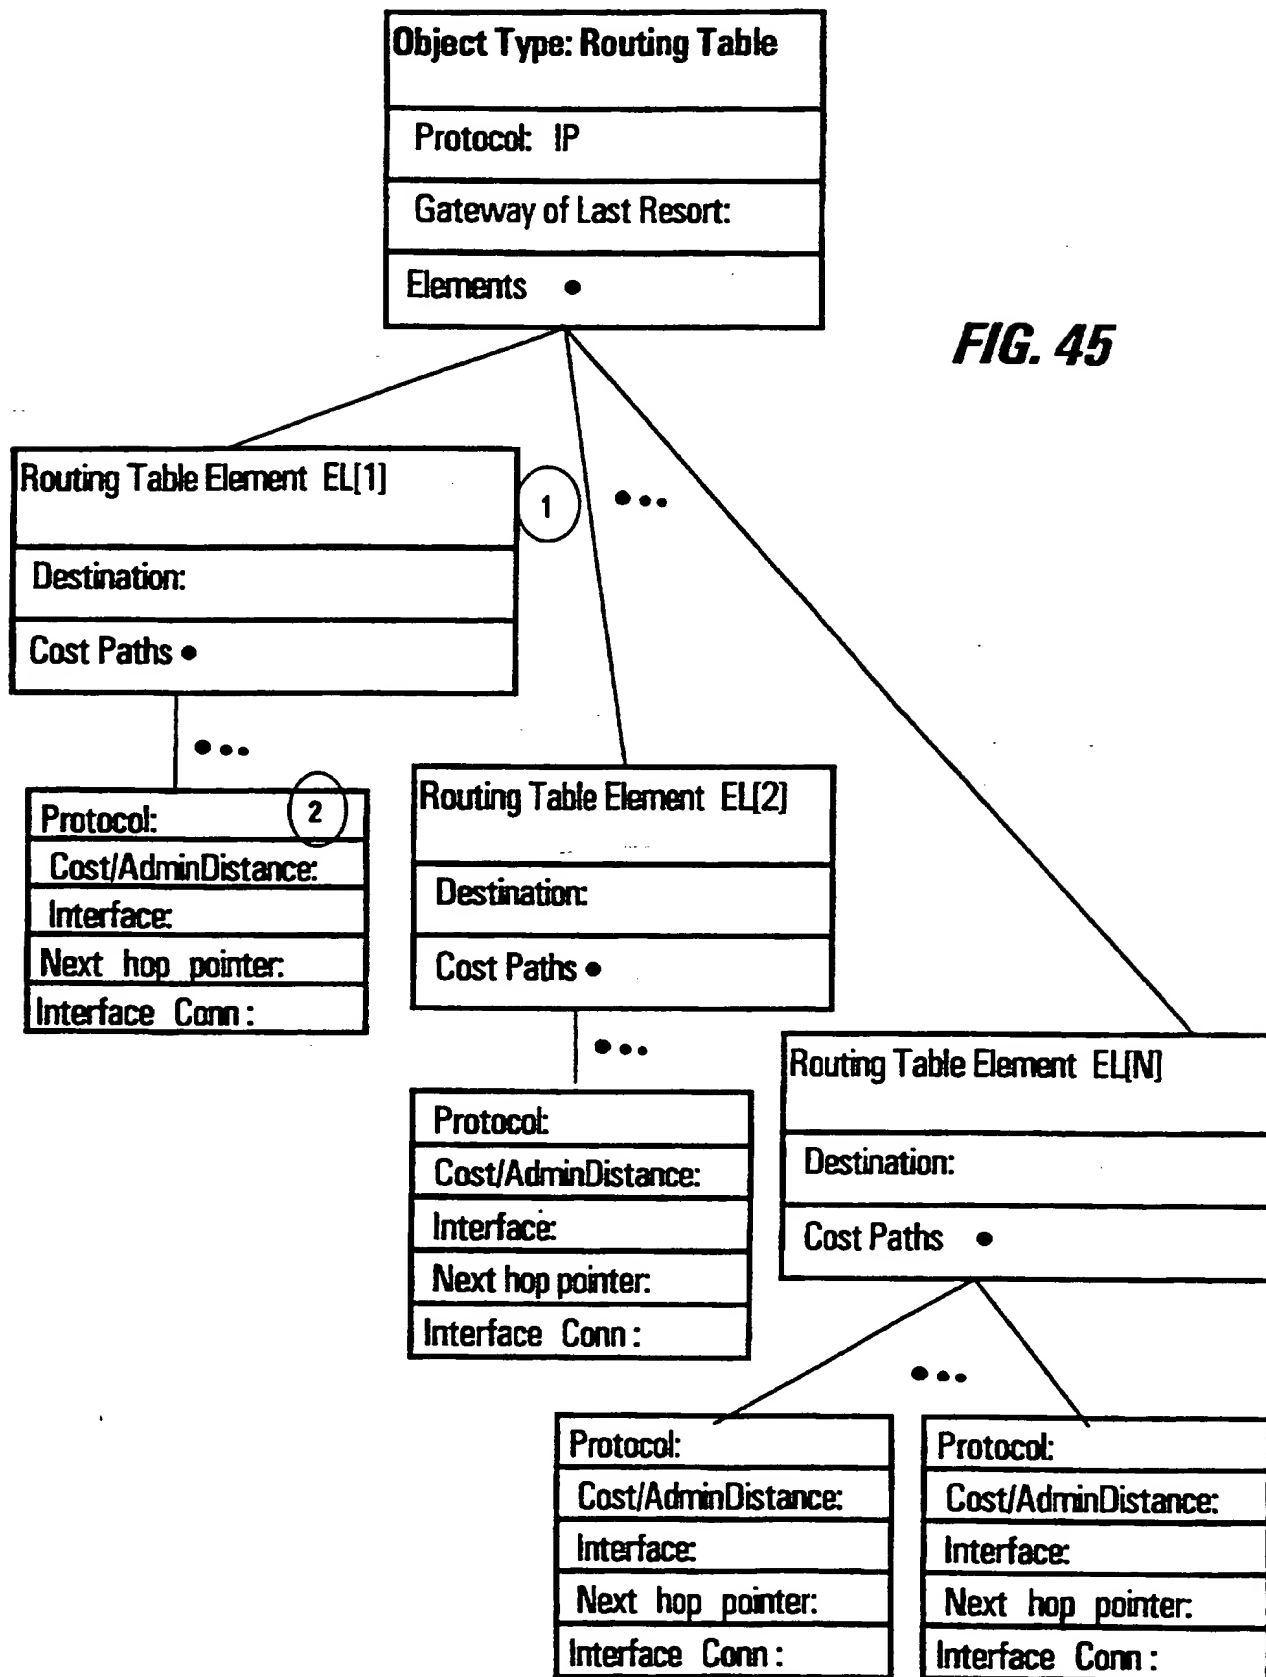 Object Type: Routing Table
Protocol: IP
Gateway of Last Resort:
Elements
FIG. 45
Routing Table Element EL[1]
1
Destination:
Cost Paths
2
Protocol:
Cost/AdminDistance:
Interface:
Next hop pointer:
Interface Conn :
Routing Table Element EL[2]
Destination:
Cost Paths
Protocol:
Cost/AdminDistance:
Interface:
Next hop pointer:
Interface Conn :
Routing Table Element EL[N]
Destination:
Cost Paths
Protocol:
Cost/AdminDistance:
Interface:
Next hop pointer:
Interface Conn :
Protocol:
Cost/AdminDistance:
Interface:
Next hop pointer:
Interface Conn :